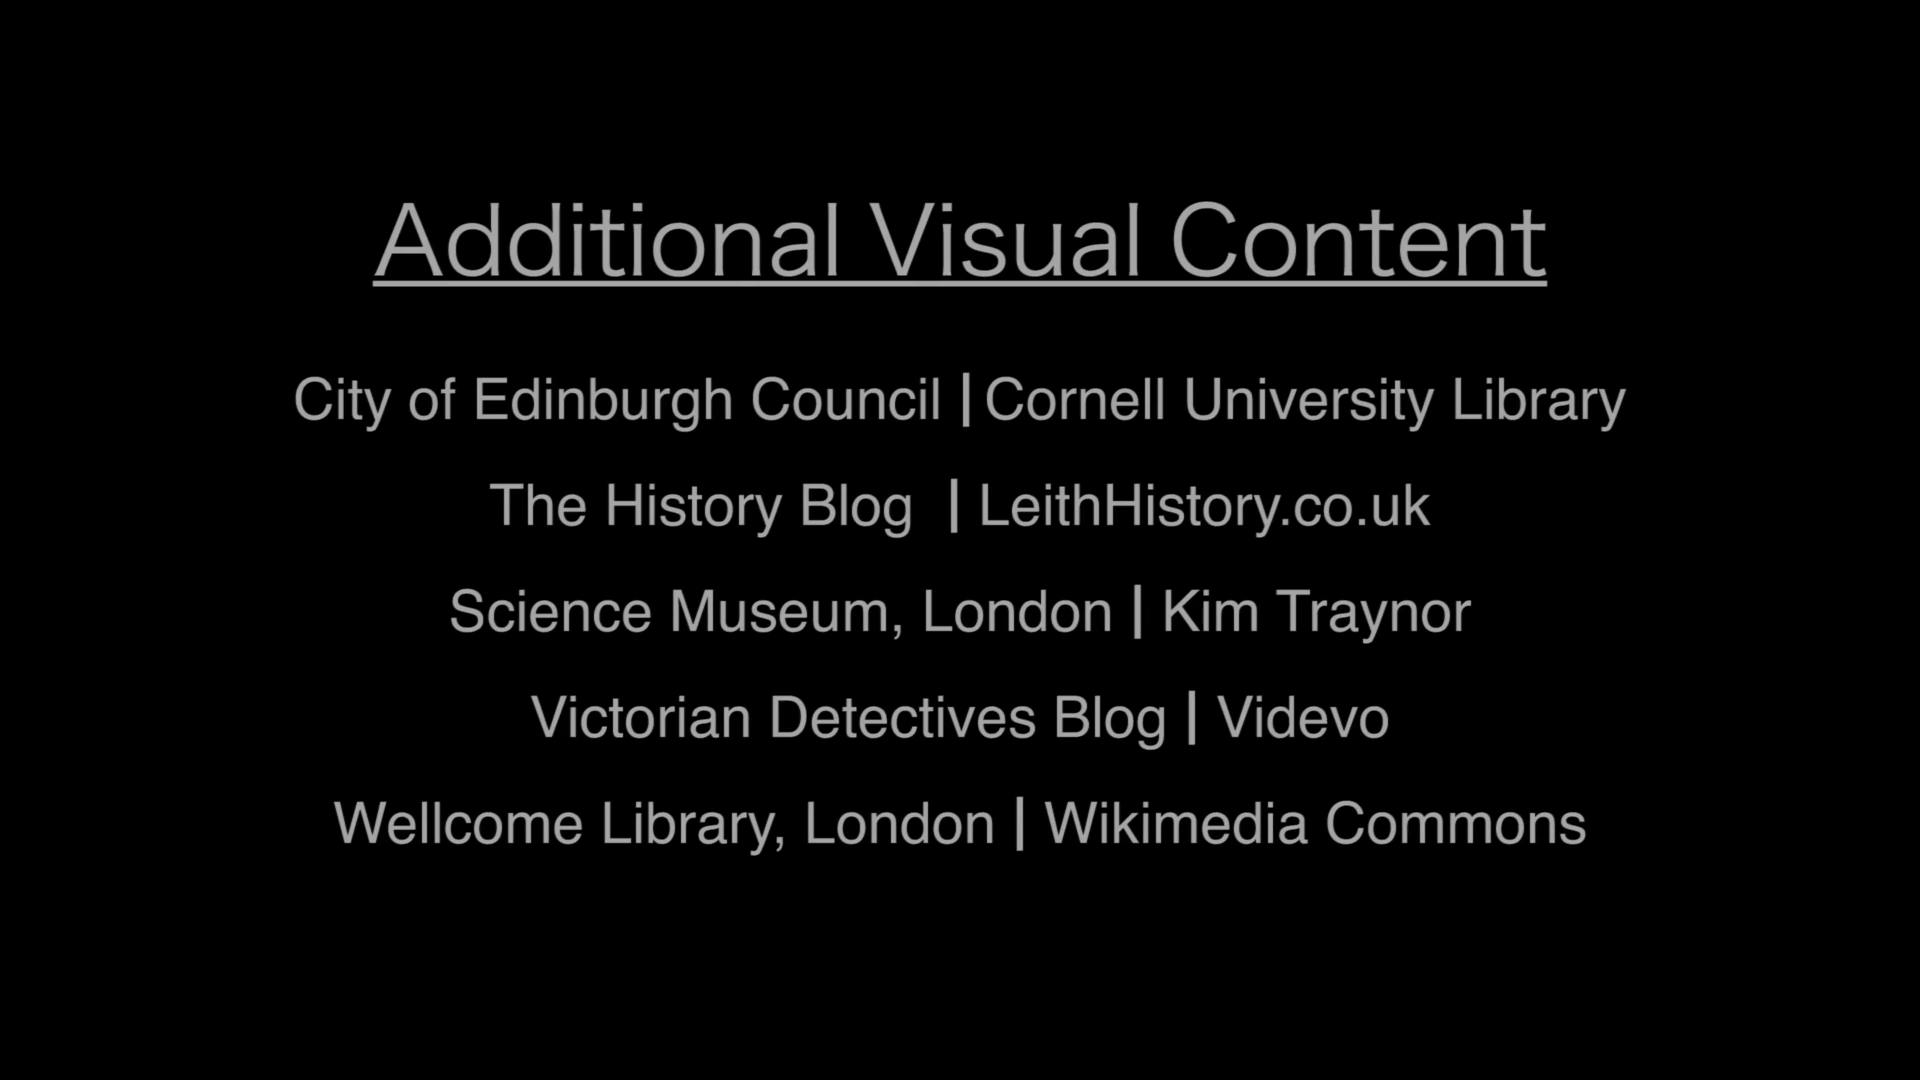 Additional Visual Content
City of Edinburgh Council | Cornell University Library
The History Blog | LeithHistory.co.uk
Science Museum, London | Kim Traynor
Victorian Detectives Blog | Videvo
Wellcome Library, London | Wikimedia Commons